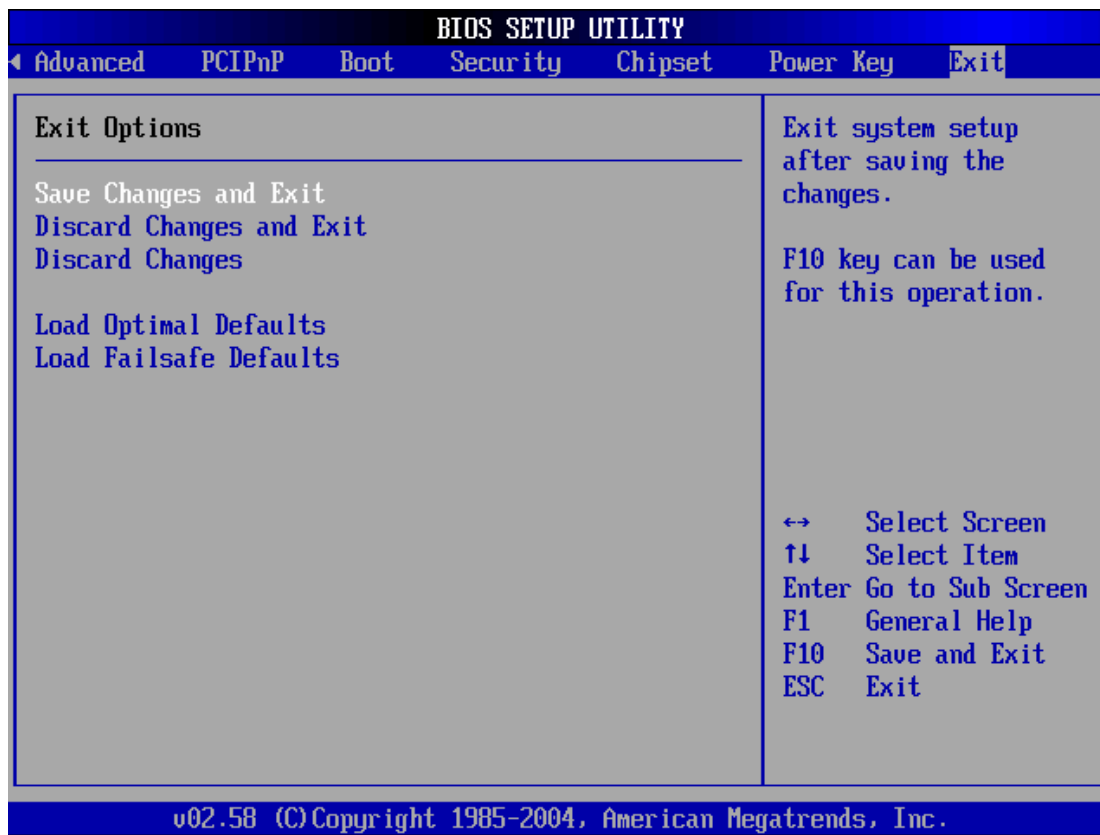 BIOS SETUP UTILITY
Advanced PCIPnP Boot Security Chipset Power Key Exit
Exit Options
Save Changes and Exit
Discard Changes and Exit
Discard Changes
Load Optimal Defaults
Load Failsafe Defaults
Exit system setup
after saving the
changes.
F10 key can be used
for this operation.
←→ Select Screen
↑↓ Select Item
Enter Go to Sub Screen
F1 General Help
F10 Save and Exit
ESC Exit
v02.58 (C)Copyright 1985-2004, American Megatrends, Inc.